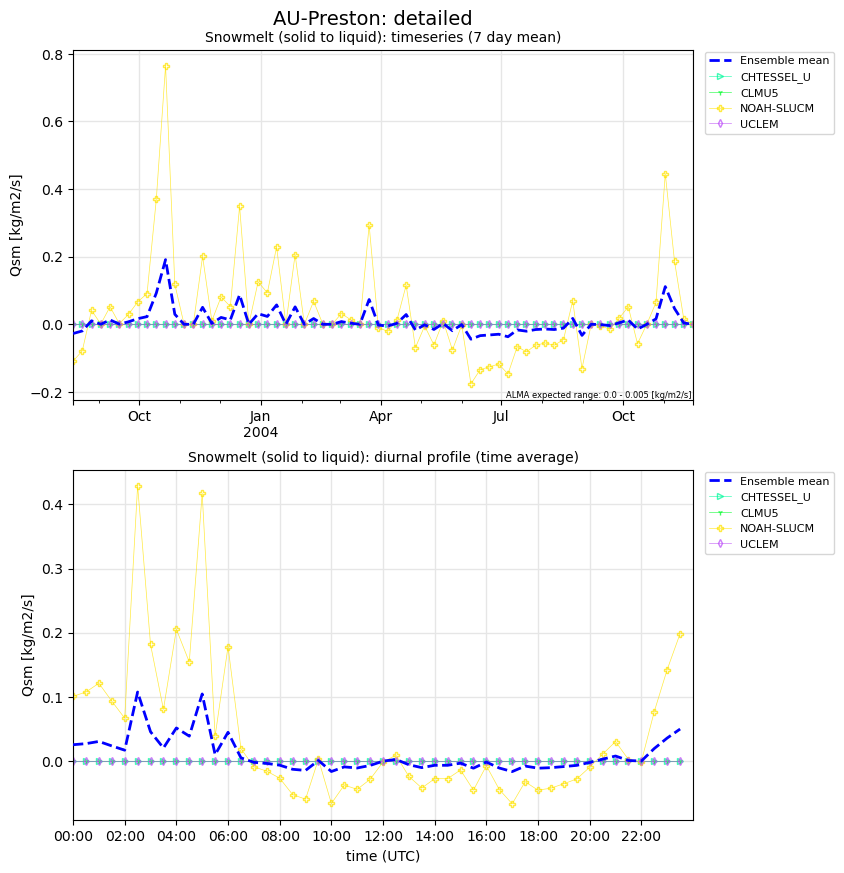 AU-Preston: detailed
Snowmelt (solid to liquid): timeseries (7 day mean)
0.8
0.6
0.4
0.2
0.0
−0.2
Qsm [kg/m2/s]
Ensemble mean
CHTESSEL_U
CLMU5
NOAH-SLUCM
UCLEM
ALMA expected range: 0.0 - 0.005 [kg/m2/s]
Oct Jan Apr Jul Oct
2004
Snowmelt (solid to liquid): diurnal profile (time average)
0.4
0.3
0.2
0.1
0.0
Qsm [kg/m2/s]
Ensemble mean
CHTESSEL_U
CLMU5
NOAH-SLUCM
UCLEM
00:00 02:00 04:00 06:00 08:00 10:00 12:00 14:00 16:00 18:00 20:00 22:00
time (UTC)